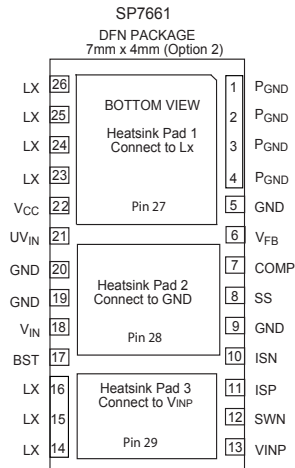 SP7661
DFN PACKAGE
7mm x 4mm (Option 2)
BOTTOM VIEW
Heatsink Pad 1
Connect to Lx
Pin 27
Heatsink Pad 2
Connect to GND
Pin 28
Heatsink Pad 3
Connect to VINP
Pin 29
LX 26
LX 25
LX 24
LX 23
VCC 22
UVIN 21
GND 20
GND 19
VIN 18
BST 17
LX 16
LX 15
LX 14
1 PGND
2 PGND
3 PGND
4 PGND
5 GND
6 VFB
7 COMP
8 SS
9 GND
10 ISN
11 ISP
12 SWN
13 VINP